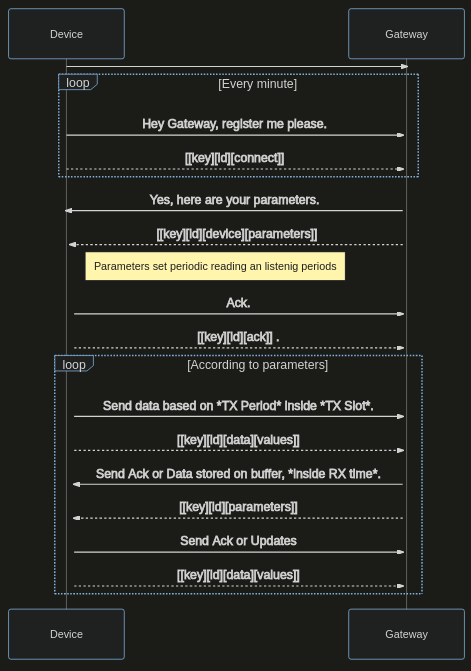 Device Gateway
loop [Every minute]
Hey Gateway, register me please.
[[key][id][connect]]
Yes, here are your parameters.
[[key][id][device][parameters]]
Parameters set periodic reading an listenig periods
Ack.
[[key][id][ack]] .
loop [According to parameters]
Send data based on *TX Period* inside *TX Slot*.
[[key][id][data][values]]
Send Ack or Data stored on buffer, *inside RX time*.
[[key][id][parameters]]
Send Ack or Updates
[[key][id][data][values]]
Device Gateway